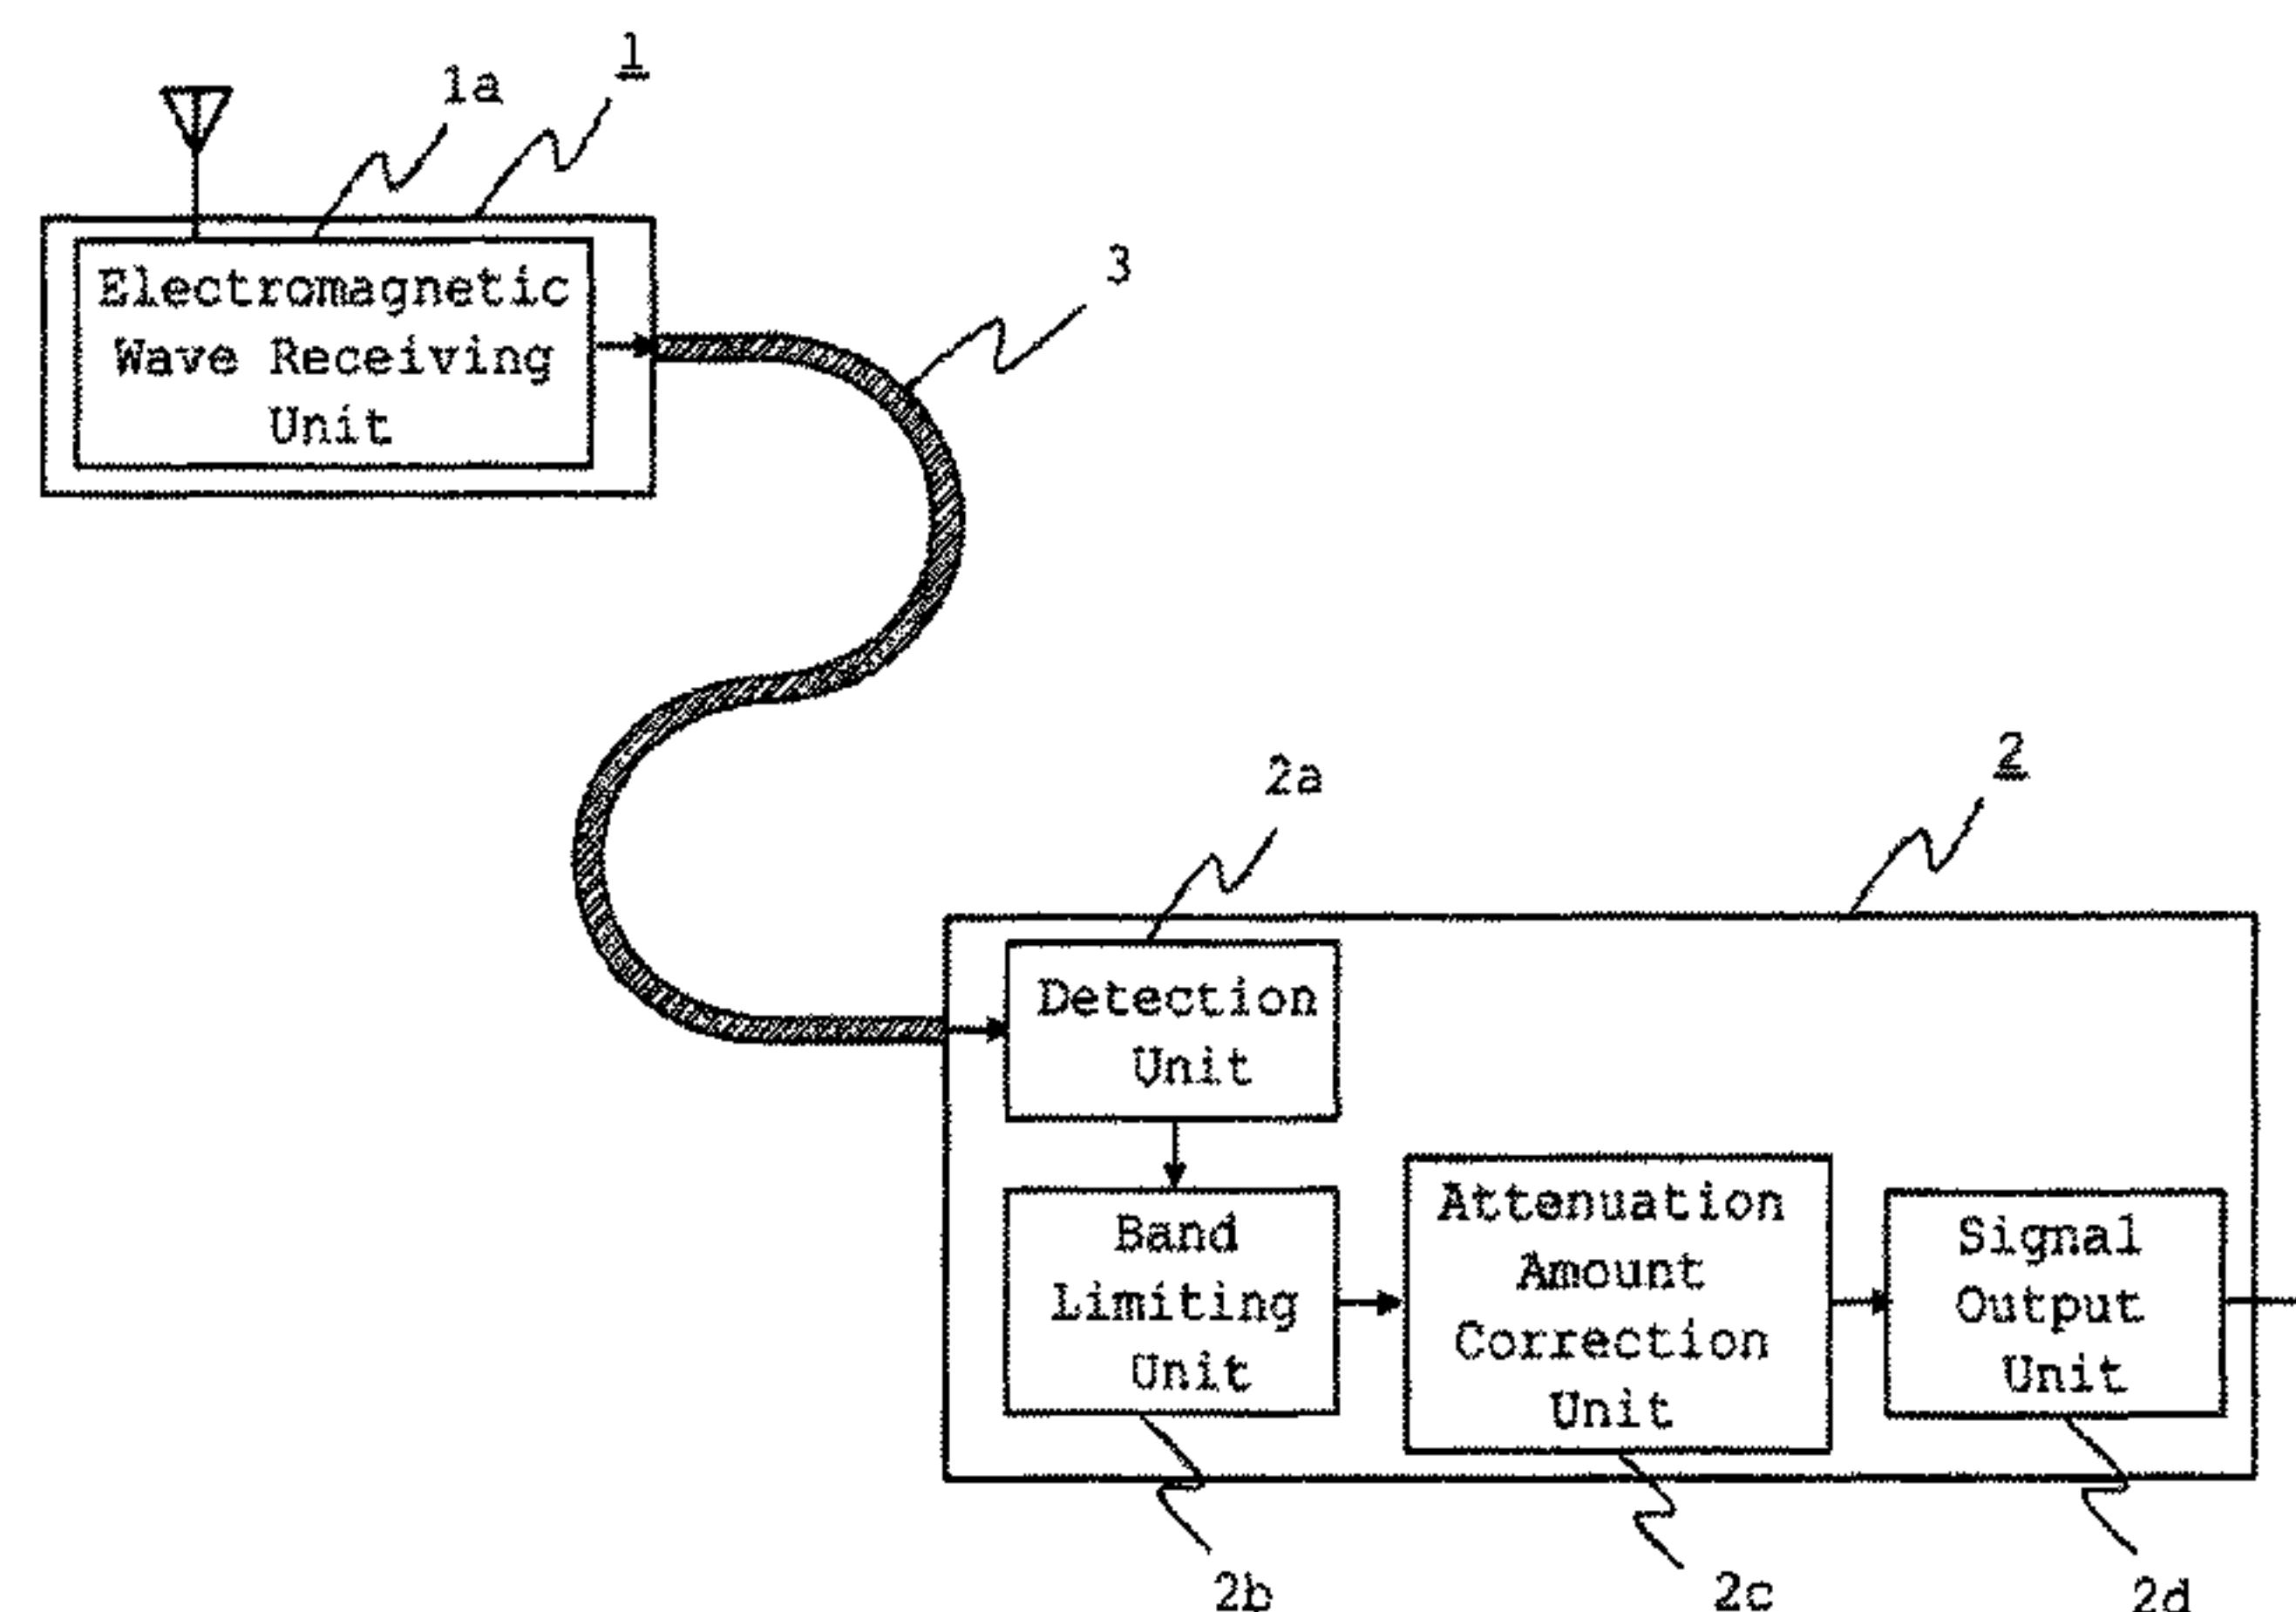 1
1a
Electromagnetic
Wave Receiving
Unit
3
2
2a
Detection
Unit
Band
Limiting
Unit
Attenuation
Amount
Correction
Unit
Signal
Output
Unit
2b
2c
2d